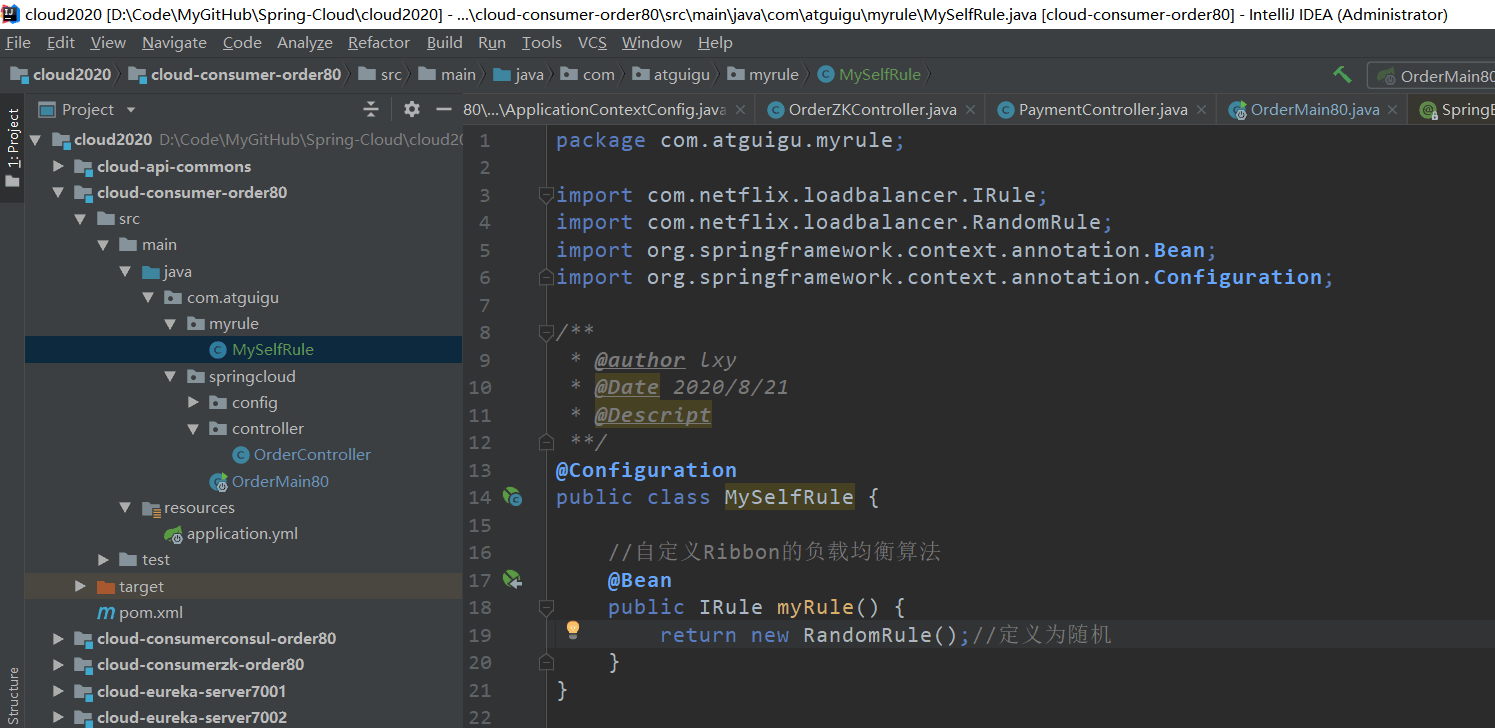 cloud2020 [D:\Code\MyGitHub\Spring-Cloud\cloud2020] - ...\cloud-consumer-order80\src\main\java\com\atguigu\myrule\MySelfRule.java [cloud-consumer-order80] - IntelliJ IDEA (Administrator)
File Edit View Navigate Code Analyze Refactor Build Run Tools VCS Window Help
cloud2020 cloud-consumer-order80 src main java com atguigu myrule MySelfRule OrderMain80
Project 80\...\ApplicationContextConfig.java OrderZKController.java PaymentController.java OrderMain80.java Spring
1: Project
cloud2020 D:\Code\MyGitHub\Spring-Cloud\cloud20
cloud-api-commons
cloud-consumer-order80
src
main
java
com.atguigu
myrule
MySelfRule
springcloud
config
controller
OrderController
OrderMain80
resources
application.yml
test
target
pom.xml
cloud-consumerconsul-order80
cloud-consumerzk-order80
cloud-eureka-server7001
cloud-eureka-server7002
Structure
1 package com.atguigu.myrule;
2
3 import com.netflix.loadbalancer.IRule;
4 import com.netflix.loadbalancer.RandomRule;
5 import org.springframework.context.annotation.Bean;
6 import org.springframework.context.annotation.Configuration;
7
8 /**
9 * @author lxy
10 * @Date 2020/8/21
11 * @Descript
12 **/
13 @Configuration
14 public class MySelfRule {
15
16 //自定义Ribbon的负载均衡算法
17 @Bean
18 public IRule myRule() {
19 return new RandomRule();//定义为随机
20 }
21 }
22